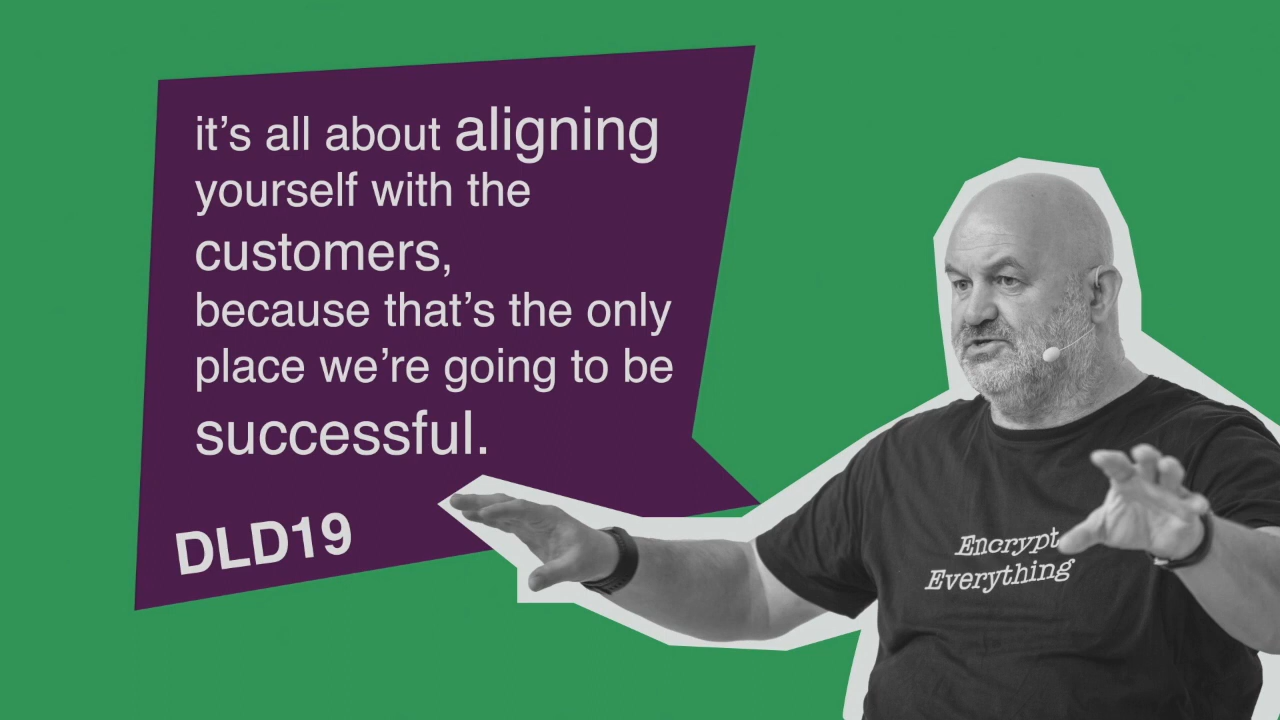 it’s all about aligning
yourself with the
customers,
because that’s the only
place we’re going to be
successful.
DLD19
Encrypt
Everything